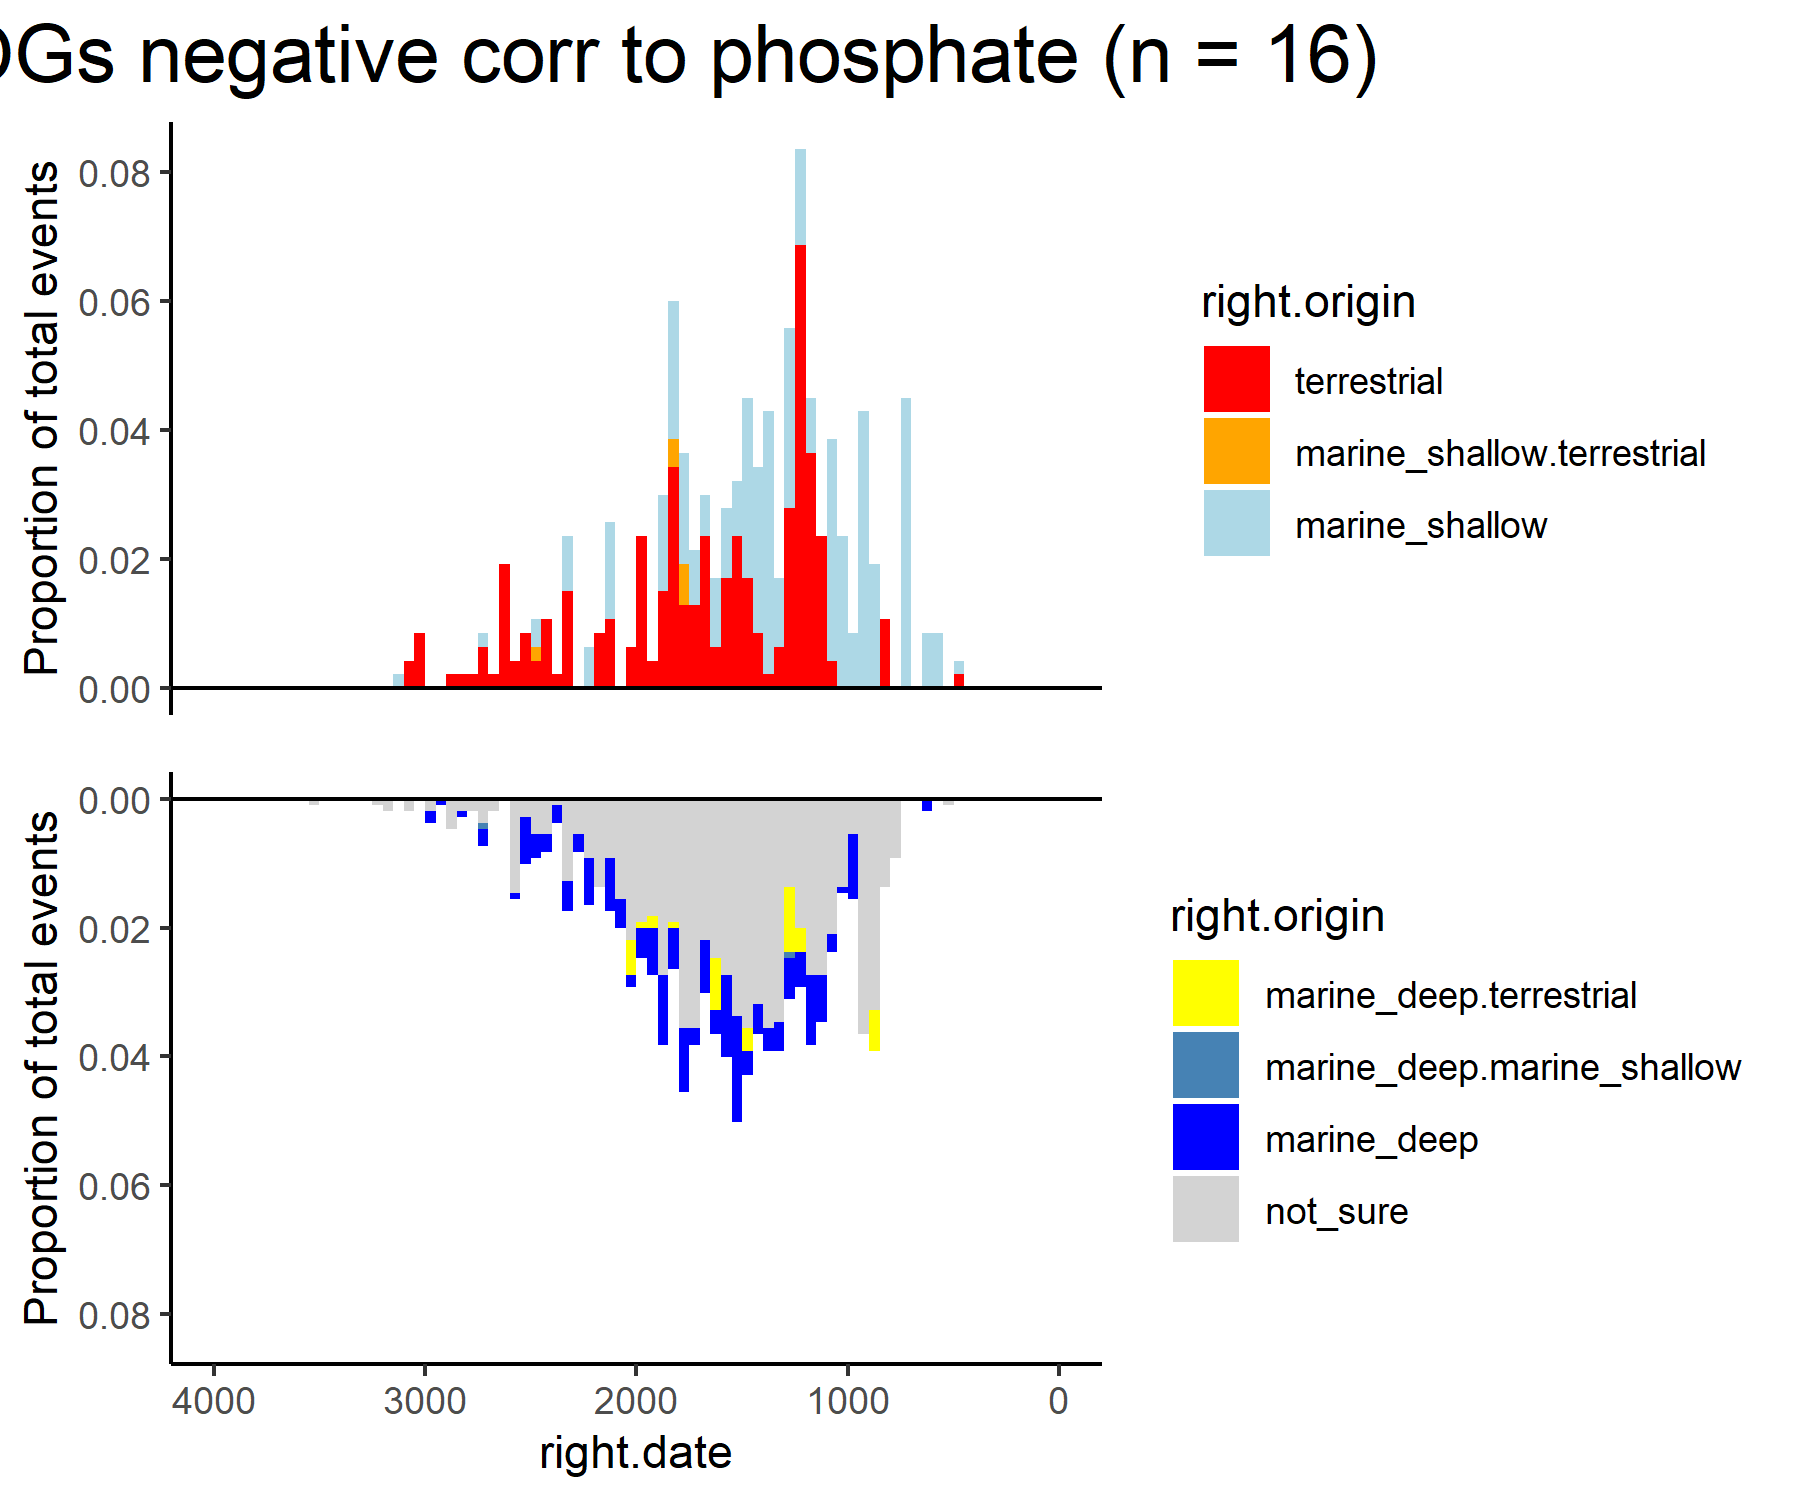 negative corr to phosphate (n = 16)
Proportion of total events
0.08
0.06
0.04
0.02
0.00
right.origin
terrestrial
marine_shallow.terrestrial
marine_shallow
Proportion of total events
0.00
0.02
0.04
0.06
0.08
4000 3000 2000 1000 0
right.date
right.origin
marine_deep.terrestrial
marine_deep.marine_shallow
marine_deep
not_sure